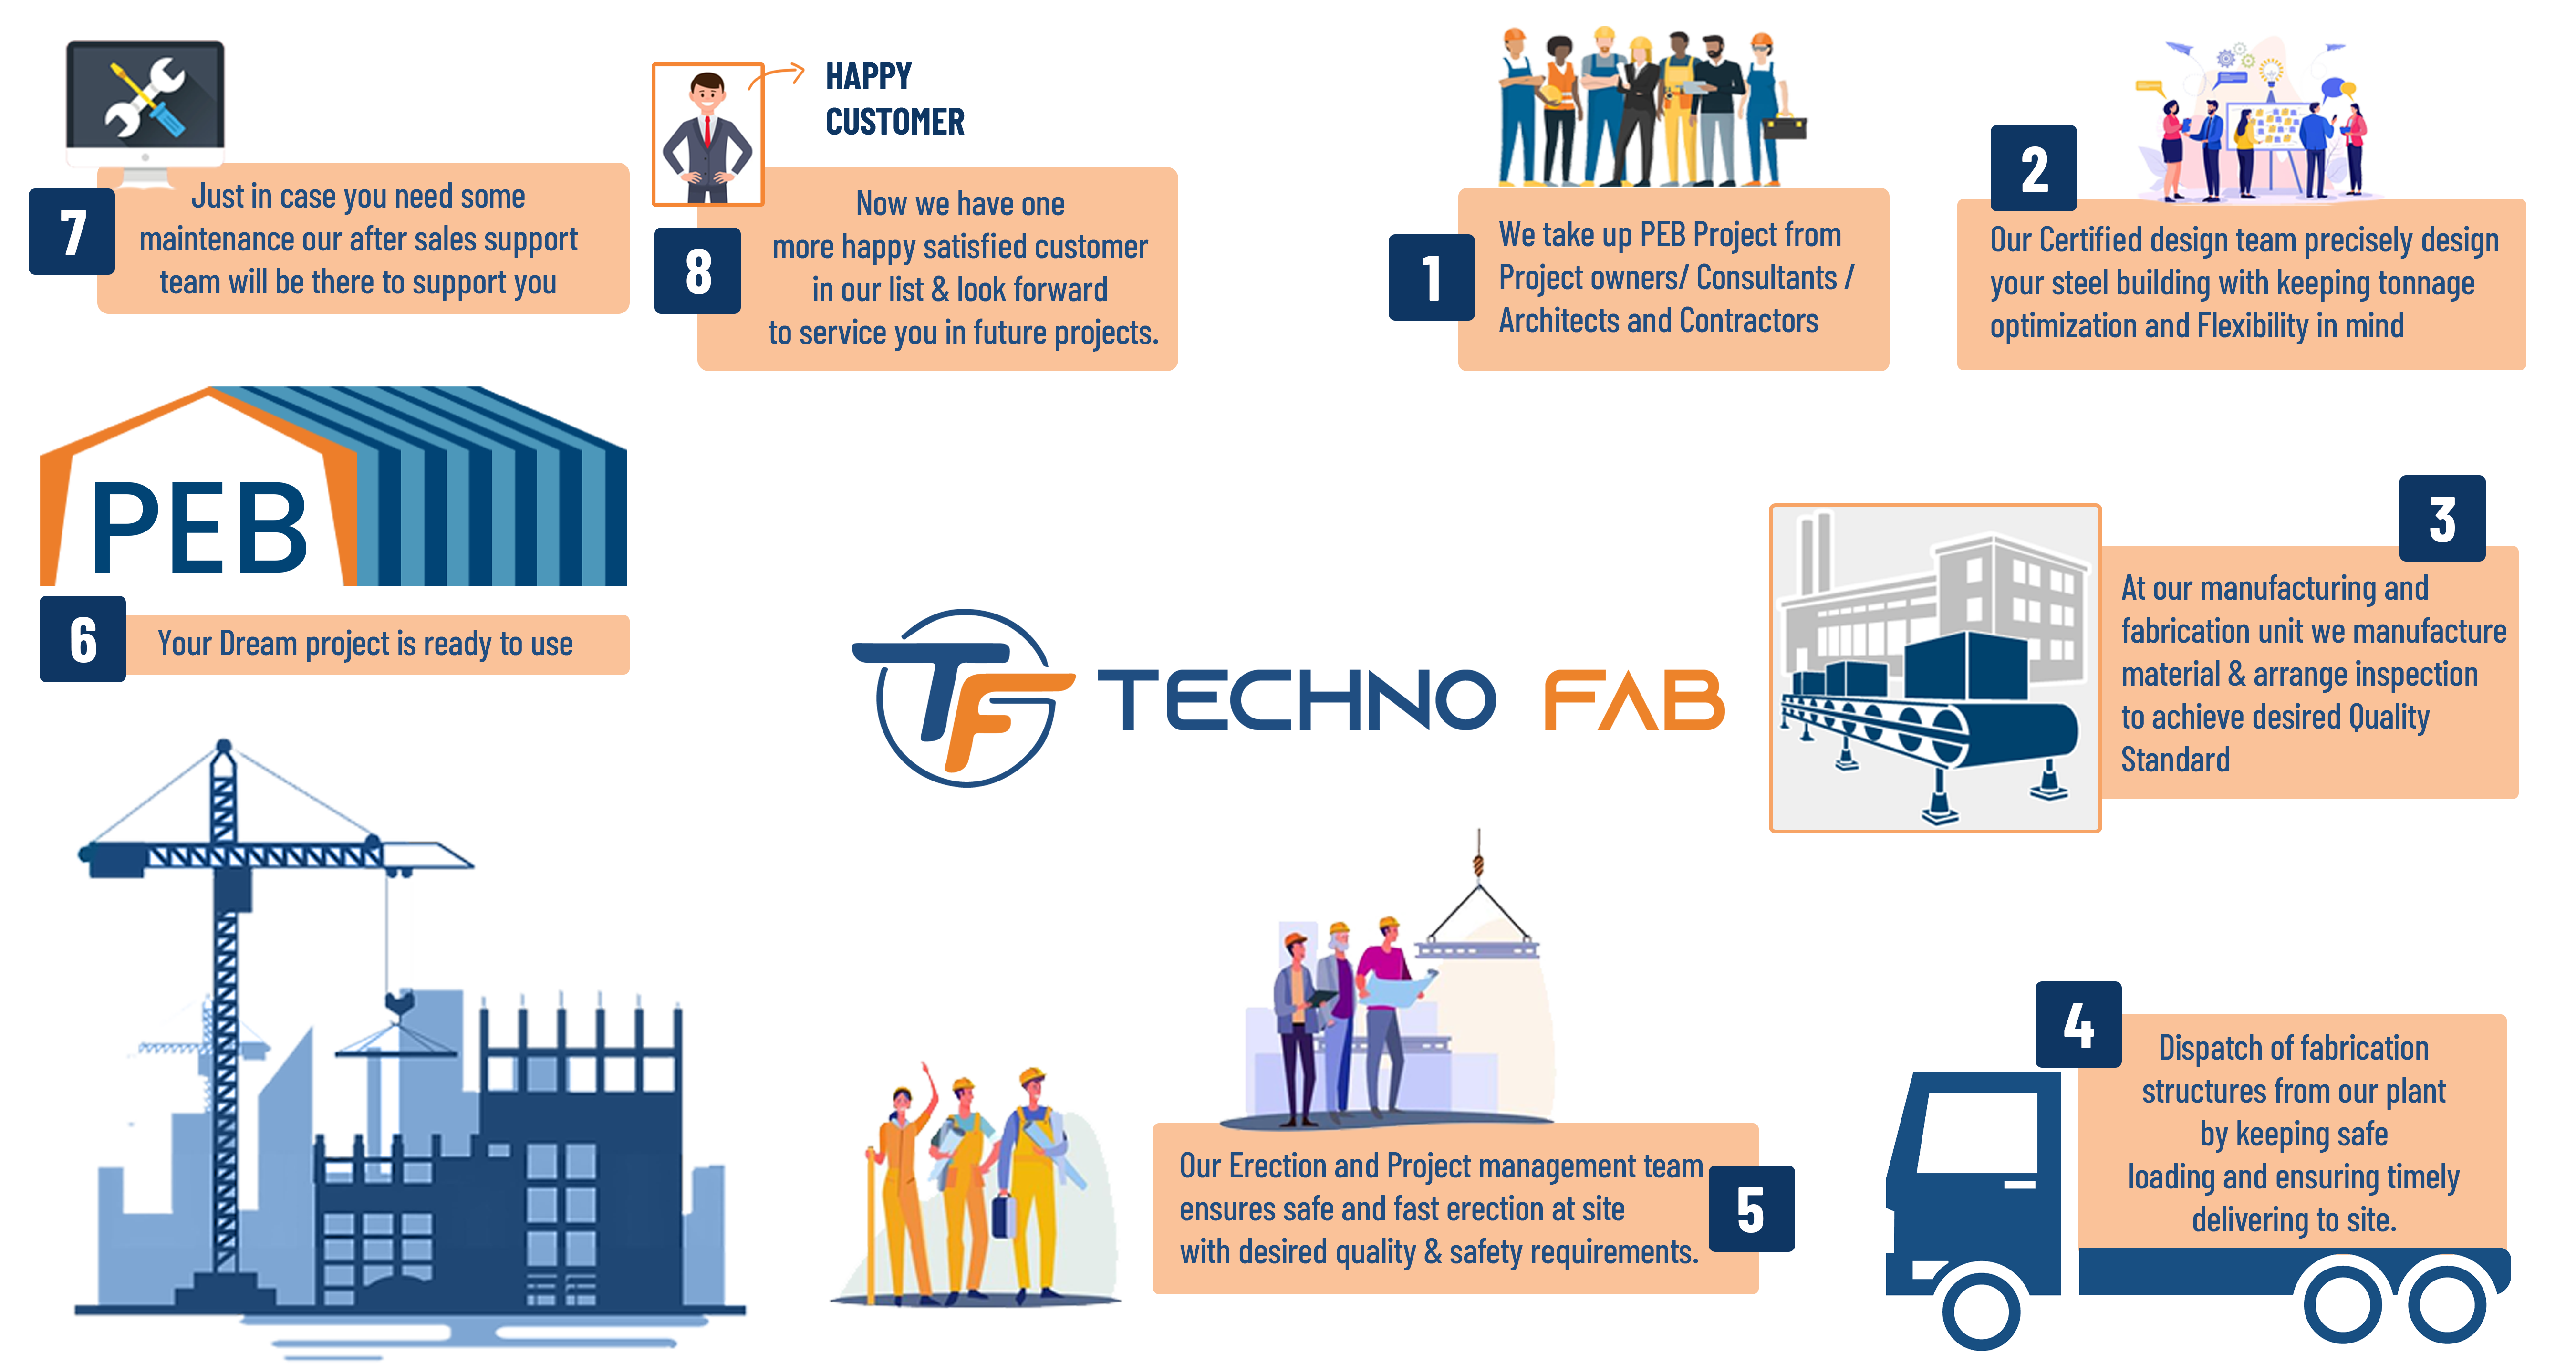 HAPPY
CUSTOMER
7
Just in case you need some
maintenance our after sales support
team will be there to support you
8
Now we have one
more happy satisfied customer
in our list & look forward
to service you in future projects.
1
We take up PEB Project from
Project owners/ Consultants /
Architects and Contractors
2
Our Certified design team precisely design
your steel building with keeping tonnage
optimization and Flexibility in mind
PEB
6
Your Dream project is ready to use
TF TECHNO FAB
3
At our manufacturing and
fabrication unit we manufacture
material & arrange inspection
to achieve desired Quality
Standard
4
Dispatch of fabrication
structures from our plant
by keeping safe
loading and ensuring timely
delivering to site.
Our Erection and Project management team
ensures safe and fast erection at site
with desired quality & safety requirements.
5